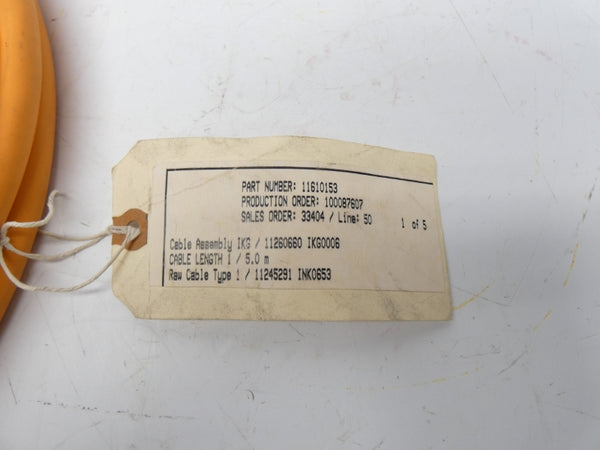 PART NUMBER: 11610153
PRODUCTION ORDER: 100087607
SALES ORDER: 33404 / Line: 50 1 of 5
Cable Assembly IKG / 11260660 IKG0006
CABLE LENGTH 1 / 5.0 m
Raw Cable Type 1 / 11245291 INK0653